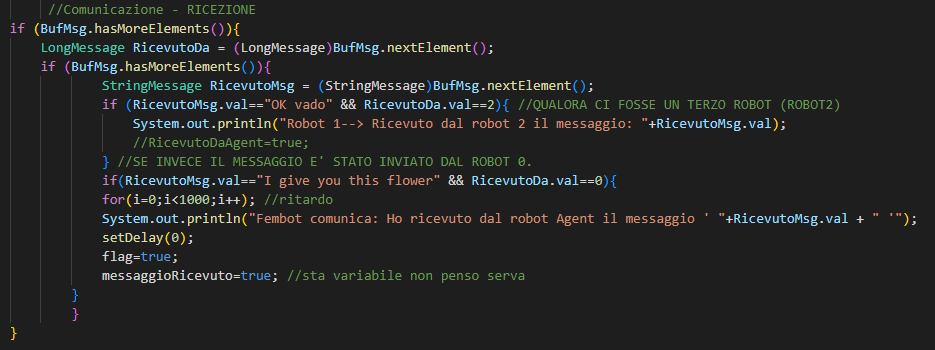 //Comunicazione - RICEZIONE
if (BufMsg.hasMoreElements()){
LongMessage RicevutoDa = (LongMessage)BufMsg.nextElement();
if (BufMsg.hasMoreElements()){
StringMessage RicevutoMsg = (StringMessage)BufMsg.nextElement();
if (RicevutoMsg.val=="OK vado" && RicevutoDa.val==2){ //QUALORA CI FOSSE UN TERZO ROBOT (ROBOT2)
System.out.println("Robot 1--> Ricevuto dal robot 2 il messaggio: "+RicevutoMsg.val);
//RicevutoDaAgent=true;
} //SE INVECE IL MESSAGGIO E' STATO INVIATO DAL ROBOT 0.
if(RicevutoMsg.val=="I give you this flower" && RicevutoDa.val==0){
for(i=0;i<1000;i++); //ritardo
System.out.println("Fembot comunica: Ho ricevuto dal robot Agent il messaggio ' "+RicevutoMsg.val + " '");
setDelay(0);
flag=true;
messaggioRicevuto=true; //sta variabile non penso serva
}
}
}